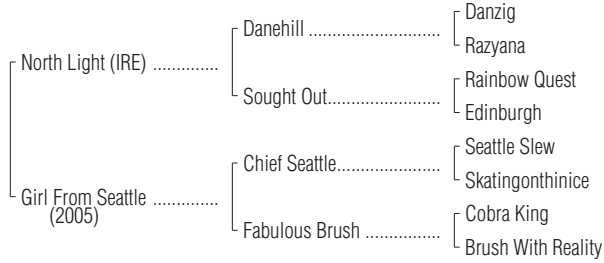 Danzig
Danehill ..........................
Razyana
North Light (IRE) ..............
Rainbow Quest
Sought Out........................
Edinburgh
Seattle Slew
Chief Seattle......................
Skatingonthinice
Girl From Seattle ..............
(2005)
Cobra King
Fabulous Brush ................
Brush With Reality